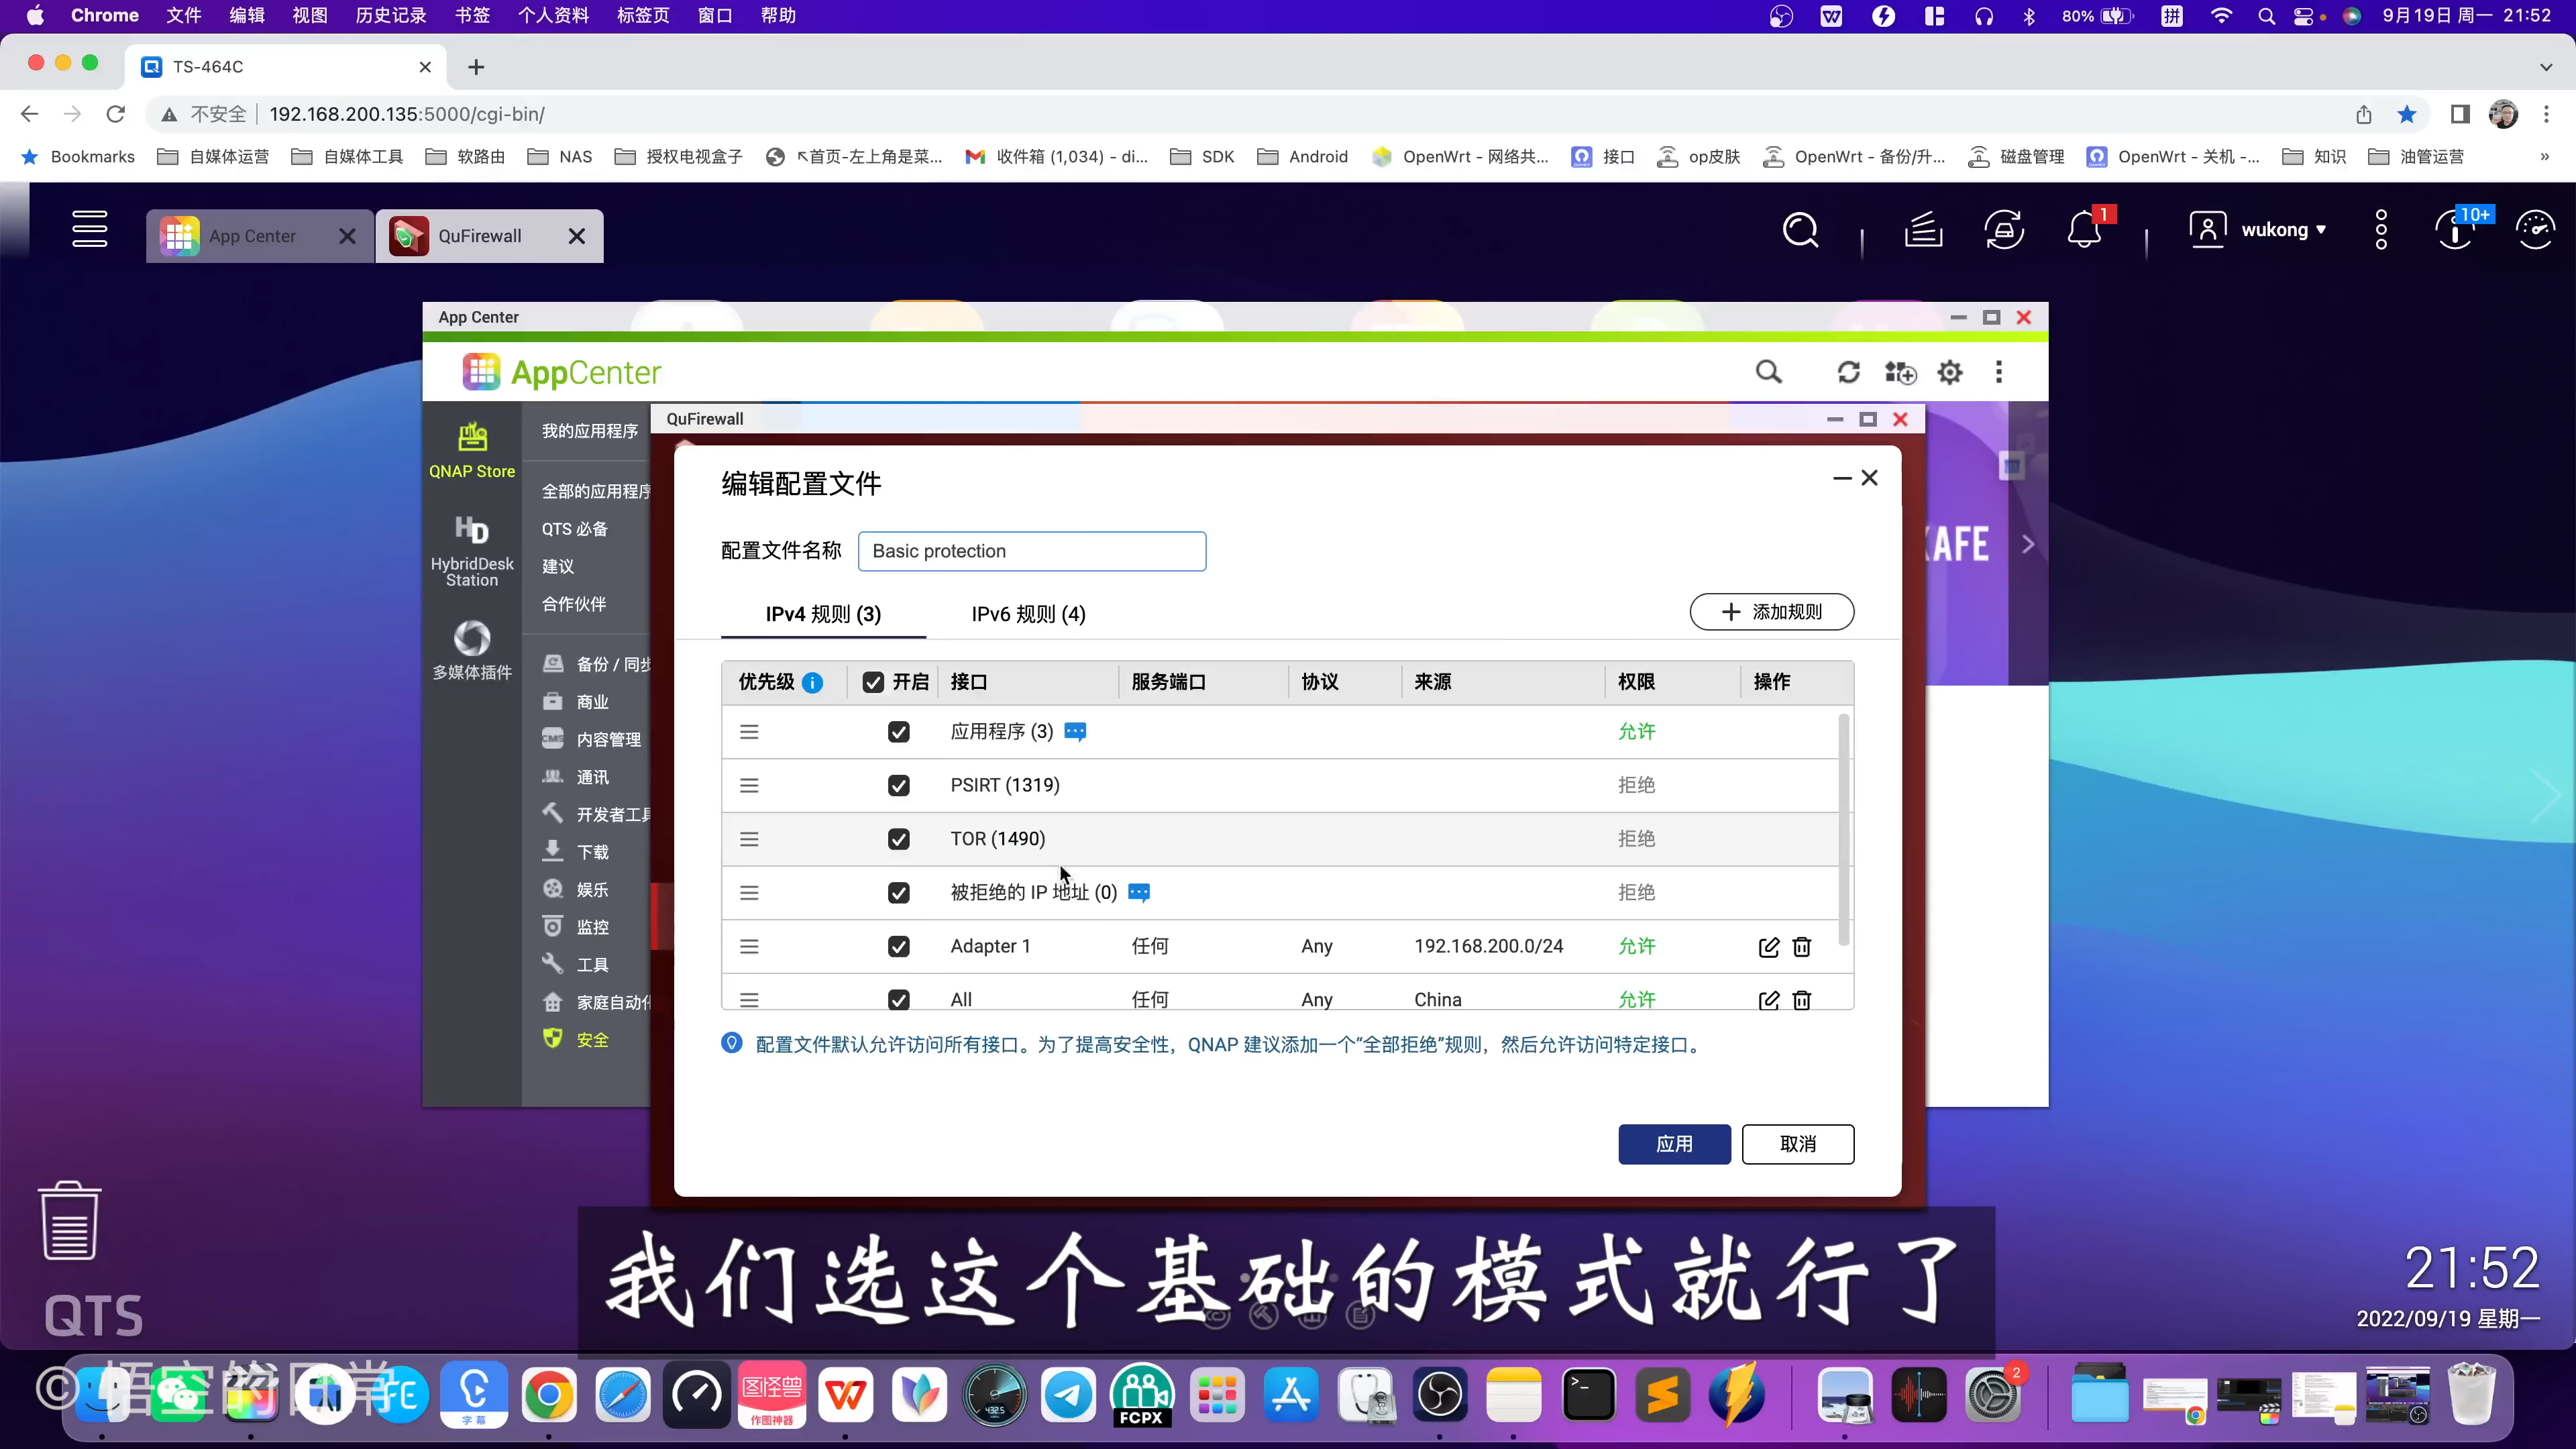 Chrome 文件 编辑 视图 历史记录 书签 个人资料 标签页 窗口 帮助 80% 拼 9月19日 周一 21:52
TS-464C
不安全 192.168.200.135:5000/cgi-bin/
Bookmarks 自媒体运营 自媒体工具 软路由 NAS 授权电视盒子 ↖首页-左上角是菜... 收件箱 (1,034) - di... SDK Android OpenWrt - 网络共... 接口 op皮肤 OpenWrt - 备份/升... 磁盘管理 OpenWrt - 关机 -... 知识 油管运营 »
App Center QuFirewall 1 wukong 10+
App Center
AppCenter
QuFirewall
QNAP Store
HybridDesk
Station
多媒体插件
我的应用程序
全部的应用程序
QTS 必备
建议
合作伙伴
备份 / 同步
商业
内容管理
通讯
开发者工具
下载
娱乐
监控
工具
家庭自动化
安全
编辑配置文件
配置文件名称 Basic protection
IPv4 规则 (3) IPv6 规则 (4) 添加规则
优先级 开启 接口 服务端口 协议 来源 权限 操作
应用程序 (3) 允许
PSIRT (1319) 拒绝
TOR (1490) 拒绝
被拒绝的 IP 地址 (0) 拒绝
Adapter 1 任何 Any 192.168.200.0/24 允许
All 任何 Any China 允许
配置文件默认允许访问所有接口。为了提高安全性，QNAP 建议添加一个“全部拒绝”规则，然后允许访问特定接口。
应用 取消
KAFE
我们选这个基础的模式就行了
QTS
21:52
2022/09/19 星期一
©悟空的日常
字幕
图怪兽
作图神器
FCPX
2